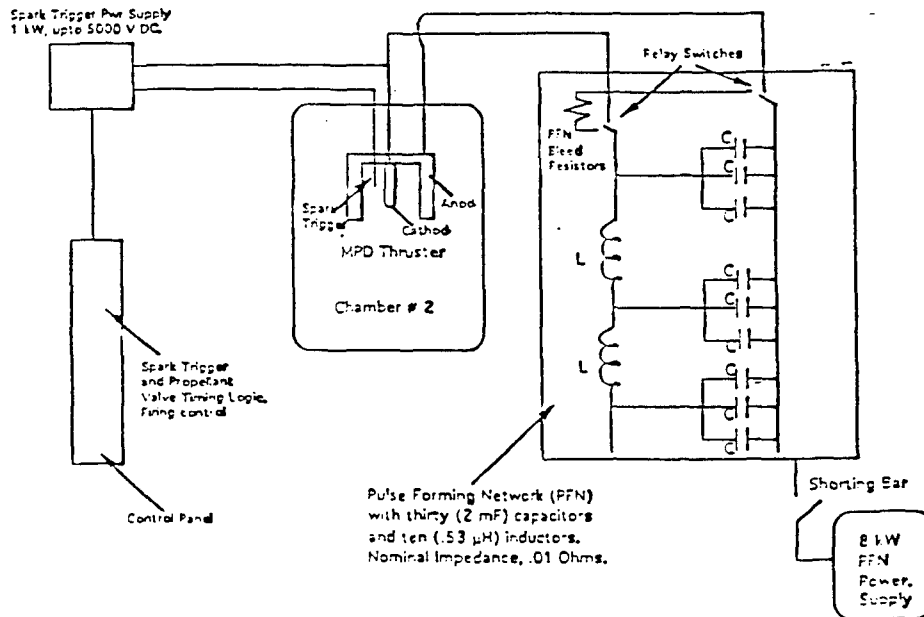 Spark Trigger Pwr Supply
1 kW, upto 5000 V DC.
Relay Switches
PFN
Bleed
Resistors
C
C
C
Spark
Trigger
Cathod
Anod
MPD Thruster
Chamber # 2
L
C
C
C
L
C
C
C
Spark Trigger
and Propellant
Valve Timing Logic,
Firing control
Control Panel
Pulse Forming Network (PFN)
with thirty (2 mF) capacitors
and ten (.53 µH) inductors.
Nominal Impedance, .01 Ohms.
Shorting Bar
8 kW
PFN
Power.
Supply